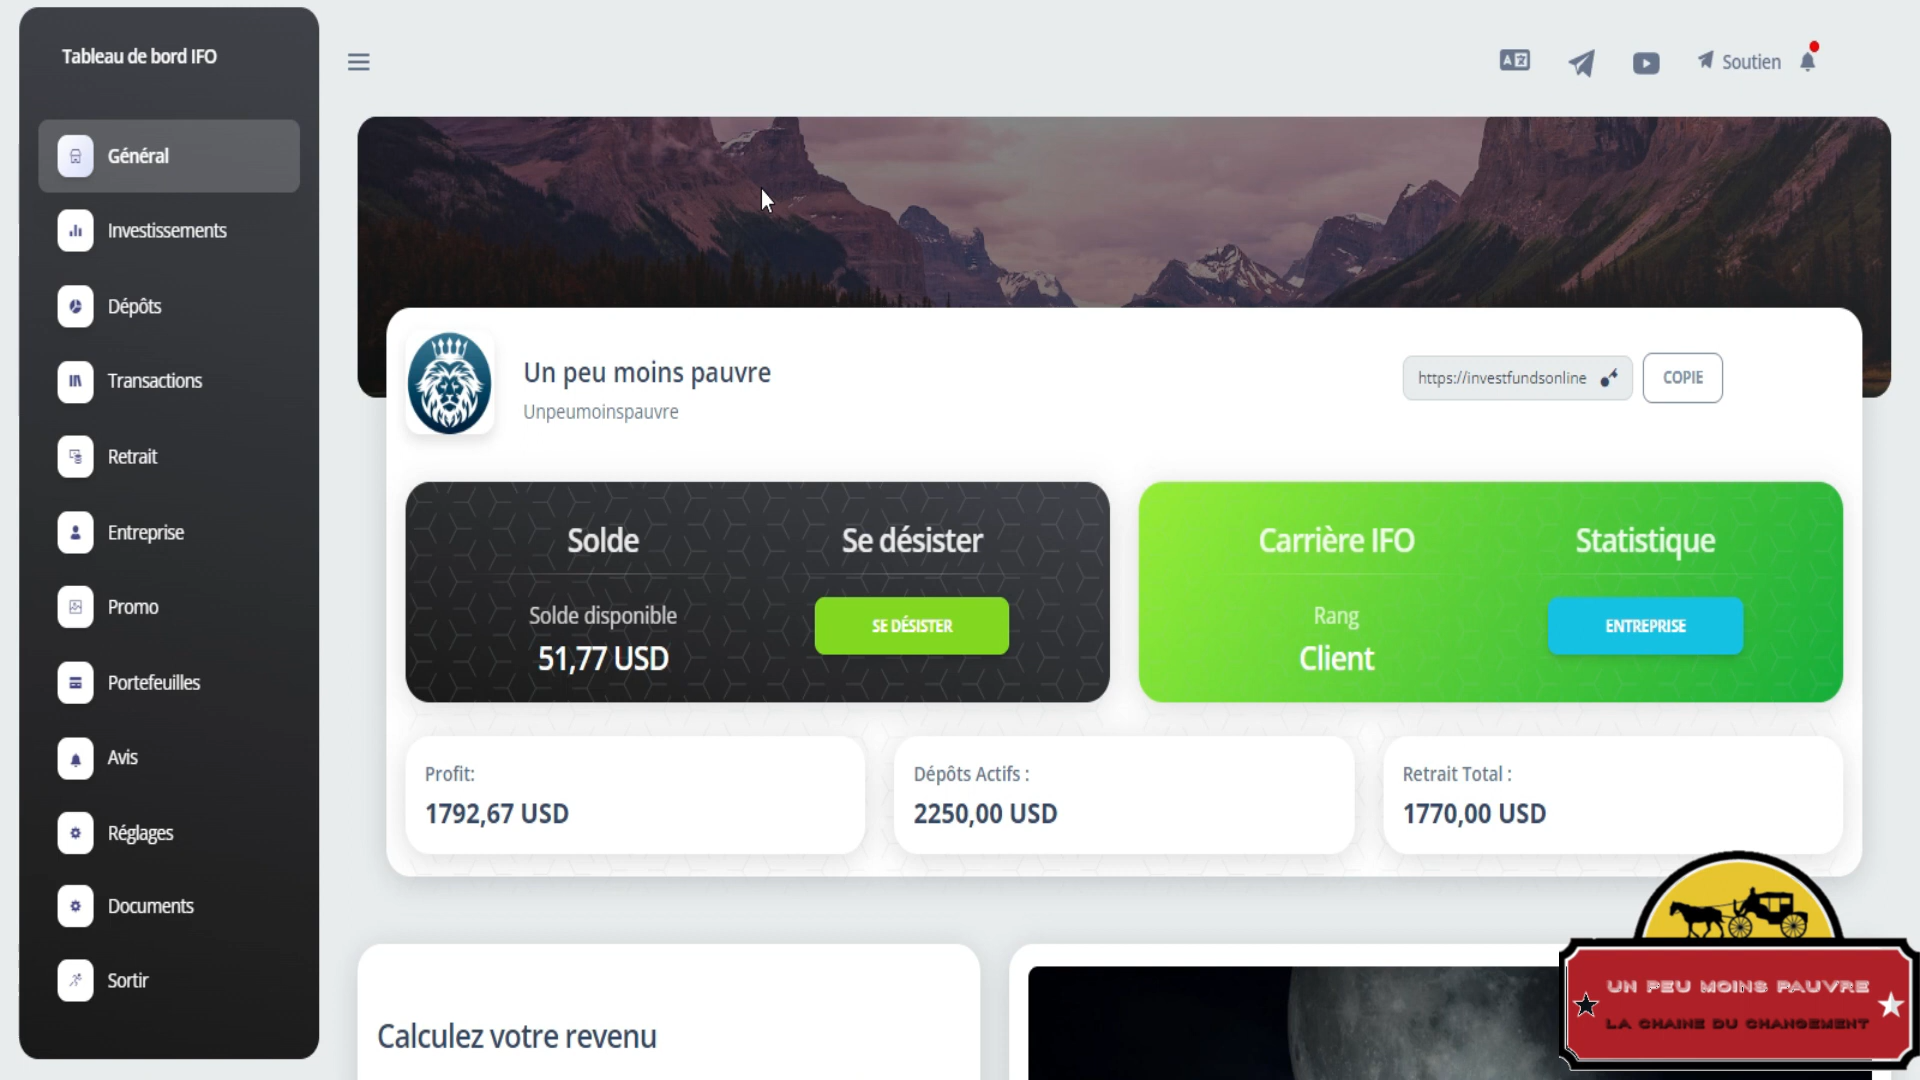 Tableau de bord IFO
Général
Investissements
Dépôts
Transactions
Retrait
Entreprise
Promo
Portefeuilles
Avis
Réglages
Documents
Sortir
Soutien
Un peu moins pauvre
Unpeumoinspauvre
https://investfundsonline
COPIE
Solde
Se désister
Solde disponible
51,77 USD
SE DÉSISTER
Carrière IFO
Statistique
Rang
Client
ENTREPRISE
Profit:
1792,67 USD
Dépôts Actifs :
2250,00 USD
Retrait Total :
1770,00 USD
Calculez votre revenu
UN PEU MOINS PAUVRE
LA CHAINE DU CHANGEMENT